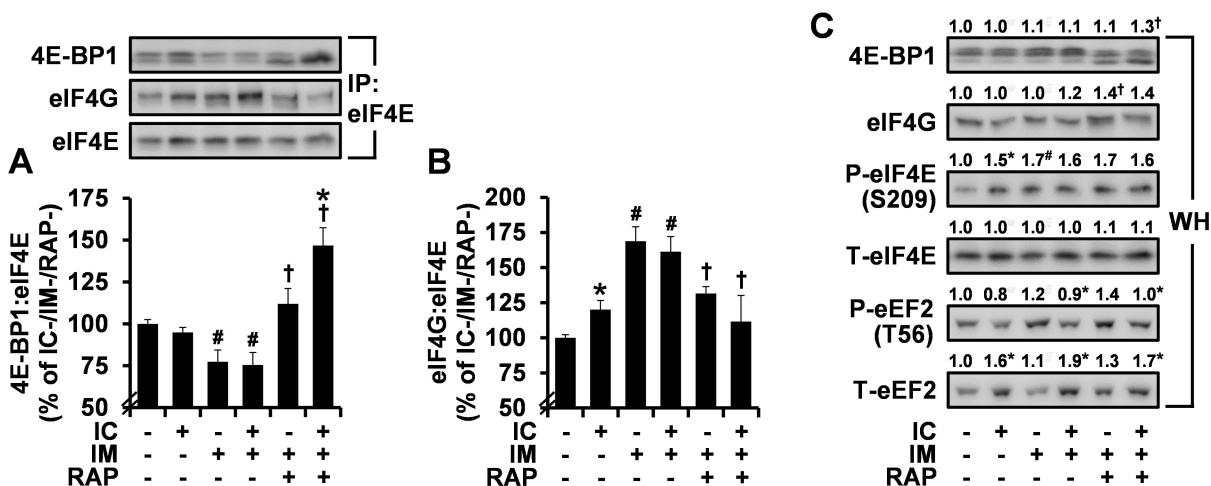 4E-BP1
eIF4G
eIF4E
IP:
eIF4E
A
4E-BP1:eIF4E
(% of IC-/IM-/RAP-)
175
150
125
100
75
50
# # † * †
IC - + - + - +
IM - - + + + +
RAP - - - - + +
B
eIF4G:eIF4E
(% of IC-/IM-/RAP-)
200
175
150
125
100
75
50
* # # † †
IC - + - + - +
IM - - + + + +
RAP - - - - + +
C
1.0 1.0 1.1 1.1 1.1 1.3†
4E-BP1
1.0 1.0 1.0 1.2 1.4† 1.4
eIF4G
1.0 1.5* 1.7# 1.6 1.7 1.6
P-eIF4E
(S209)
1.0 1.0 1.0 1.0 1.1 1.1
T-eIF4E
1.0 0.8 1.2 0.9* 1.4 1.0*
P-eEF2
(T56)
1.0 1.6* 1.1 1.9* 1.3 1.7*
T-eEF2
WH
IC - + - + - +
IM - - + + + +
RAP - - - - + +